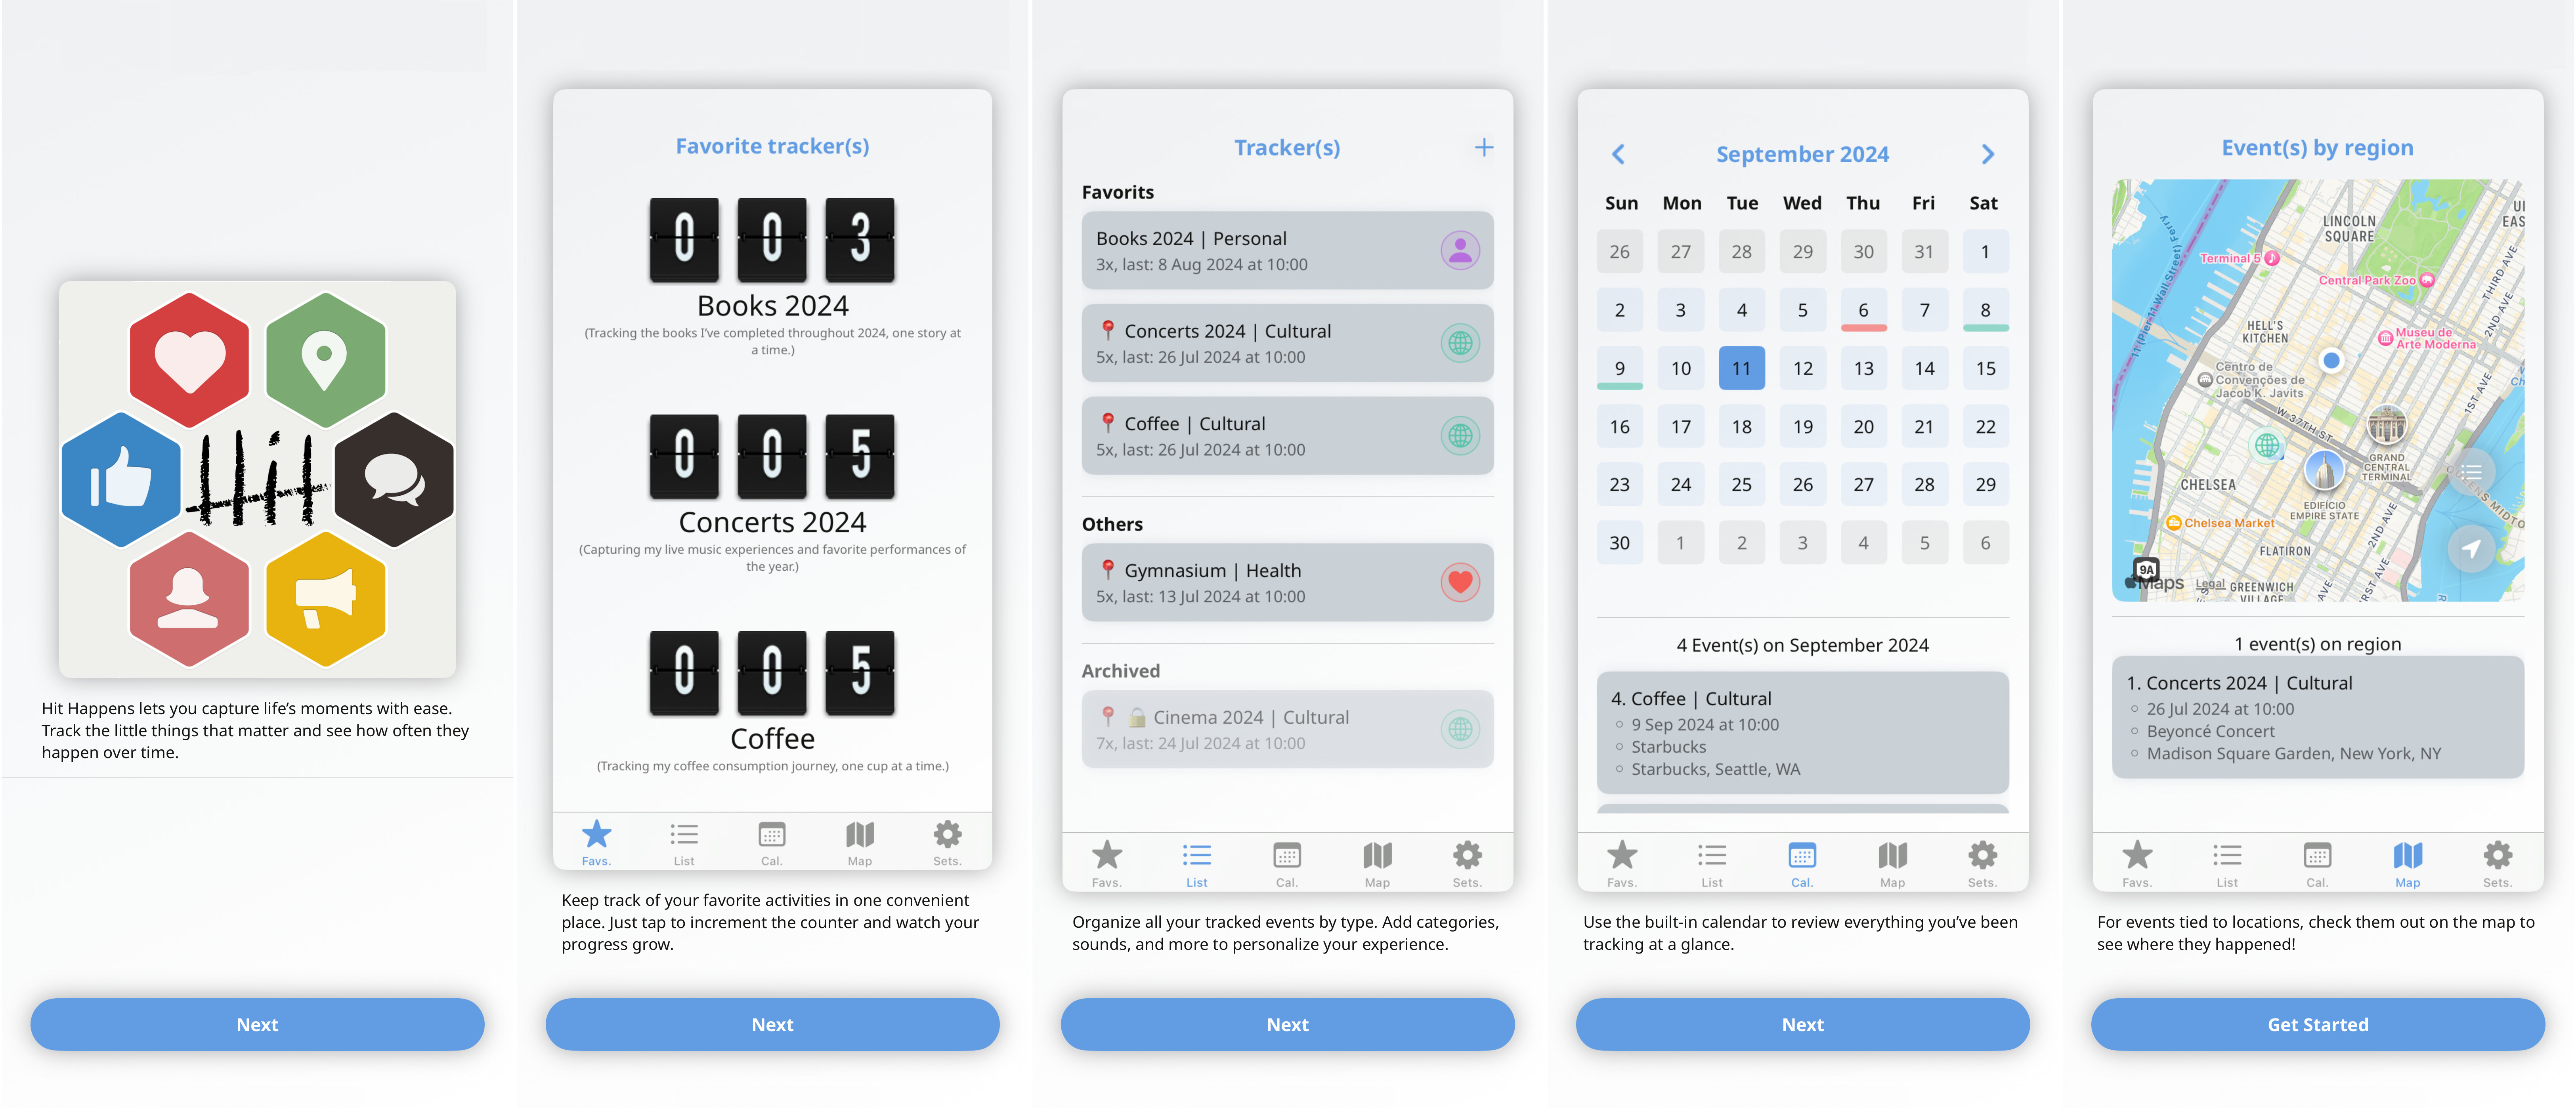 Hit
Hit Happens lets you capture life's moments with ease.
Track the little things that matter and see how often they
happen over time.
Next
Favorite tracker(s)
0 0 3
Books 2024
(Tracking the books I've completed throughout 2024, one story at
a time.)
0 0 5
Concerts 2024
(Capturing my live music experiences and favorite performances of
the year.)
0 0 5
Coffee
(Tracking my coffee consumption journey, one cup at a time.)
Favs. List Cal. Map Sets.
Keep track of your favorite activities in one convenient
place. Just tap to increment the counter and watch your
progress grow.
Next
Tracker(s) +
Favorits
Books 2024 | Personal
3x, last: 8 Aug 2024 at 10:00
📍 Concerts 2024 | Cultural
5x, last: 26 Jul 2024 at 10:00
📍 Coffee | Cultural
5x, last: 26 Jul 2024 at 10:00
Others
📍 Gymnasium | Health
5x, last: 13 Jul 2024 at 10:00
Archived
📍 🔒 Cinema 2024 | Cultural
7x, last: 24 Jul 2024 at 10:00
Favs. List Cal. Map Sets.
Organize all your tracked events by type. Add categories,
sounds, and more to personalize your experience.
Next
September 2024
Sun Mon Tue Wed Thu Fri Sat
26 27 28 29 30 31 1
2 3 4 5 6 7 8
9 10 11 12 13 14 15
16 17 18 19 20 21 22
23 24 25 26 27 28 29
30 1 2 3 4 5 6
4 Event(s) on September 2024
4. Coffee | Cultural
9 Sep 2024 at 10:00
Starbucks
Starbucks, Seattle, WA
Favs. List Cal. Map Sets.
Use the built-in calendar to review everything you've been
tracking at a glance.
Next
Event(s) by region
LINCOLN
SQUARE
EAS
Terminal 5
Central Park Zoo
THIRD AVE
11 (Pier 11 Wall Street) Ferry
2ND AVE
HELL'S
KITCHEN
Museu de
Arte Moderna
Centro de
Convenções de
Jacob K. Javits
1ST AVE
W 37TH ST
GRAND
CENTRAL
TERMINAL
CHELSEA
EDIFÍCIO
EMPIRE STATE
Chelsea Market
2ND AVE
FLATIRON
9A
Maps Legal
GREENWICH
VILLAGE
1 event(s) on region
1. Concerts 2024 | Cultural
26 Jul 2024 at 10:00
Beyoncé Concert
Madison Square Garden, New York, NY
Favs. List Cal. Map Sets.
For events tied to locations, check them out on the map to
see where they happened!
Get Started